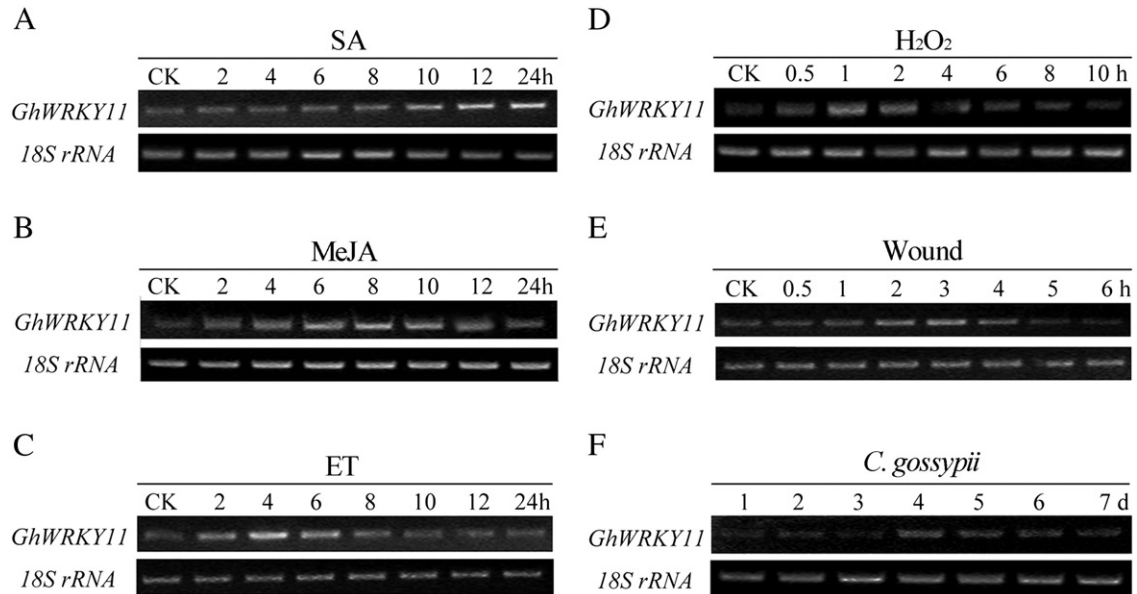 A
SA
CK 2 4 6 8 10 12 24h
GhWRKY11
18S rRNA
B
MeJA
CK 2 4 6 8 10 12 24h
GhWRKY11
18S rRNA
C
ET
CK 2 4 6 8 10 12 24h
GhWRKY11
18S rRNA
D
H₂O₂
CK 0.5 1 2 4 6 8 10 h
GhWRKY11
18S rRNA
E
Wound
CK 0.5 1 2 3 4 5 6 h
GhWRKY11
18S rRNA
F
C. gossypii
1 2 3 4 5 6 7 d
GhWRKY11
18S rRNA